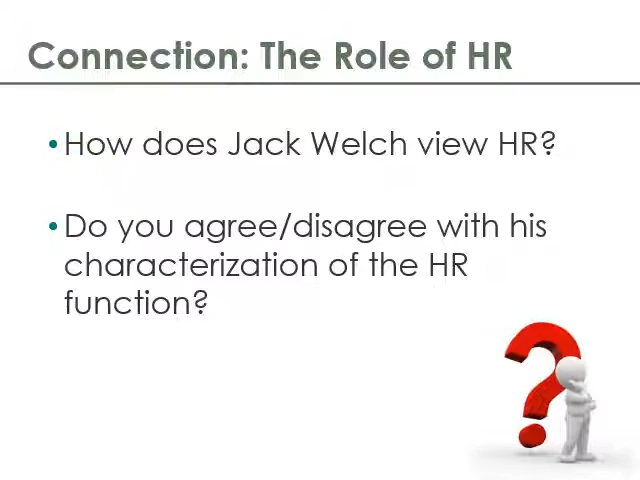 Connection: The Role of HR
•How does Jack Welch view HR?
•Do you agree/disagree with his
characterization of the HR
function?